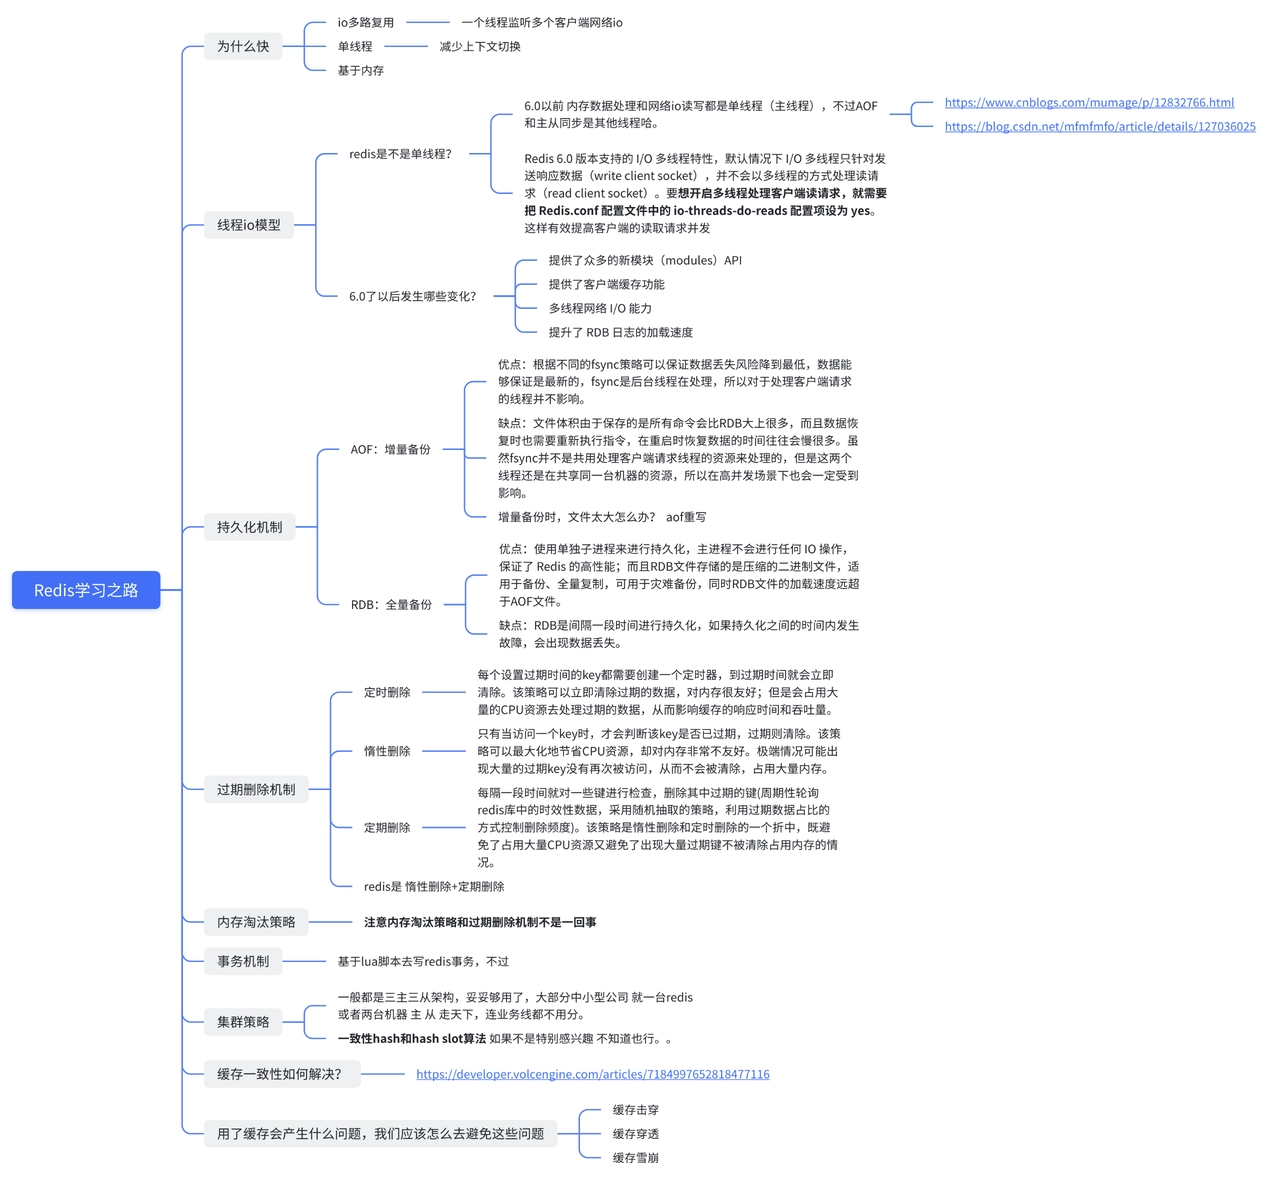 Redis学习之路
为什么快
io多路复用
一个线程监听多个客户端网络io
单线程
减少上下文切换
基于内存
线程io模型
redis是不是单线程？
6.0以前 内存数据处理和网络io读写都是单线程（主线程），不过AOF
和主从同步是其他线程哈。
https://www.cnblogs.com/mumage/p/12832766.html
https://blog.csdn.net/mfmfmfo/article/details/127036025
Redis 6.0 版本支持的 I/O 多线程特性，默认情况下 I/O 多线程只针对发
送响应数据（write client socket），并不会以多线程的方式处理读请
求（read client socket）。要想开启多线程处理客户端读请求，就需要
把 Redis.conf 配置文件中的 io-threads-do-reads 配置项设为 yes。
这样有效提高客户端的读取请求并发
6.0了以后发生哪些变化？
提供了众多的新模块（modules）API
提供了客户端缓存功能
多线程网络 I/O 能力
提升了 RDB 日志的加载速度
持久化机制
AOF：增量备份
优点：根据不同的fsync策略可以保证数据丢失风险降到最低，数据能
够保证是最新的，fsync是后台线程在处理，所以对于处理客户端请求
的线程并不影响。
缺点：文件体积由于保存的是所有命令会比RDB大上很多，而且数据恢
复时也需要重新执行指令，在重启时恢复数据的时间往往会慢很多。虽
然fsync并不是共用处理客户端请求线程的资源来处理的，但是这两个
线程还是在共享同一台机器的资源，所以在高并发场景下也会一定受到
影响。
增量备份时，文件太大怎么办？ aof重写
RDB：全量备份
优点：使用单独子进程来进行持久化，主进程不会进行任何 IO 操作，
保证了 Redis 的高性能；而且RDB文件存储的是压缩的二进制文件，适
用于备份、全量复制，可用于灾难备份，同时RDB文件的加载速度远超
于AOF文件。
缺点：RDB是间隔一段时间进行持久化，如果持久化之间的时间内发生
故障，会出现数据丢失。
过期删除机制
定时删除
每个设置过期时间的key都需要创建一个定时器，到过期时间就会立即
清除。该策略可以立即清除过期的数据，对内存很友好；但是会占用大
量的CPU资源去处理过期的数据，从而影响缓存的响应时间和吞吐量。
惰性删除
只有当访问一个key时，才会判断该key是否已过期，过期则清除。该策
略可以最大化地节省CPU资源，却对内存非常不友好。极端情况可能出
现大量的过期key没有再次被访问，从而不会被清除，占用大量内存。
定期删除
每隔一段时间就对一些键进行检查，删除其中过期的键(周期性轮询
redis库中的时效性数据，采用随机抽取的策略，利用过期数据占比的
方式控制删除频度)。该策略是惰性删除和定时删除的一个折中，既避
免了占用大量CPU资源又避免了出现大量过期键不被清除占用内存的情
况。
redis是 惰性删除+定期删除
内存淘汰策略
注意内存淘汰策略和过期删除机制不是一回事
事务机制
基于lua脚本去写redis事务，不过
集群策略
一般都是三主三从架构，妥妥够用了，大部分中小型公司 就一台redis
或者两台机器 主 从 走天下，连业务线都不用分。
一致性hash和hash slot算法 如果不是特别感兴趣 不知道也行。。
缓存一致性如何解决？
https://developer.volcengine.com/articles/7184997652818477116
用了缓存会产生什么问题，我们应该怎么去避免这些问题
缓存击穿
缓存穿透
缓存雪崩